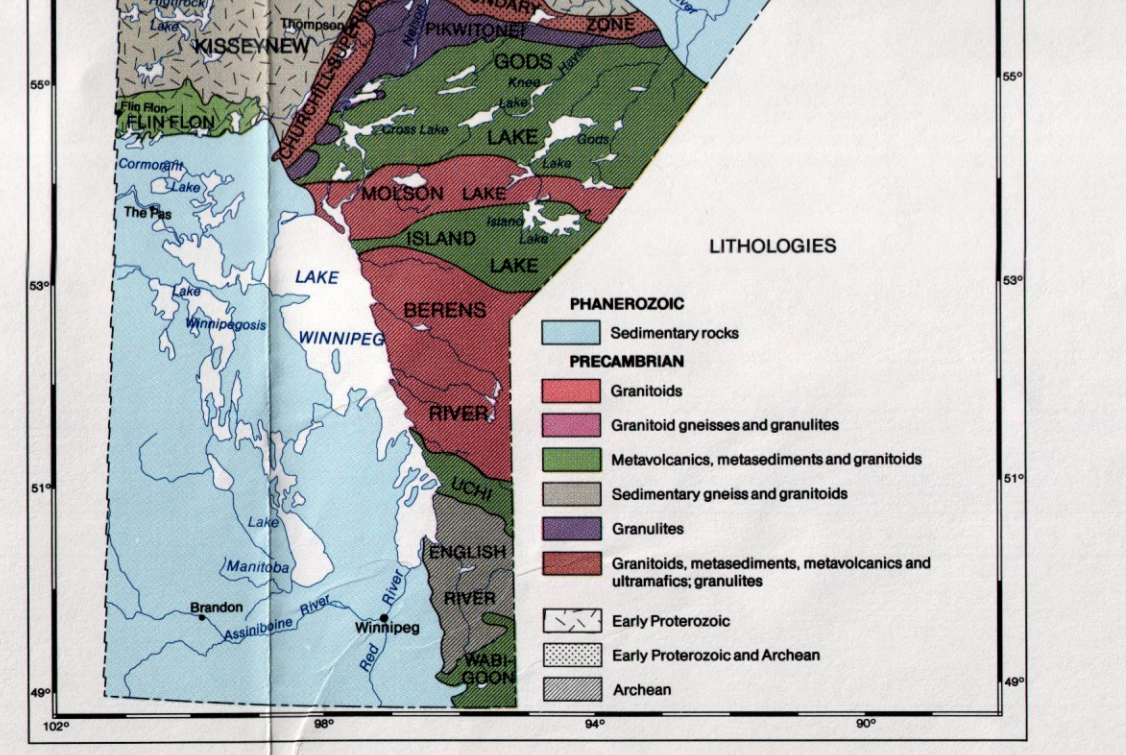 Highrock
Lake
Thompson
KISSEYNEW
Nelson
PIKWITONEI
ZONE
River
CHURCHILL-SUPERIOR
GODS
Hayes
Knee
Lake
55°
55°
Flin Flon
FLIN FLON
Cross Lake
LAKE
Gods
Lake
Cormorant
Lake
MOLSON LAKE
The Pas
Island
Lake
ISLAND
LAKE
LITHOLOGIES
53°
53°
LAKE
WINNIPEG
Lake
Winnipegosis
BERENS
RIVER
PHANEROZOIC
Sedimentary rocks
PRECAMBRIAN
Granitoids
Granitoid gneisses and granulites
Metavolcanics, metasediments and granitoids
51°
51°
UCHI
Sedimentary gneiss and granitoids
Lake
Manitoba
Granulites
ENGLISH
RIVER
Granitoids, metasediments, metavolcanics and
ultramafics; granulites
Brandon
Assiniboine River
Winnipeg
River
Red
Early Proterozoic
WABI-
GOON
Early Proterozoic and Archean
Archean
49°
49°
102°
98°
94°
90°